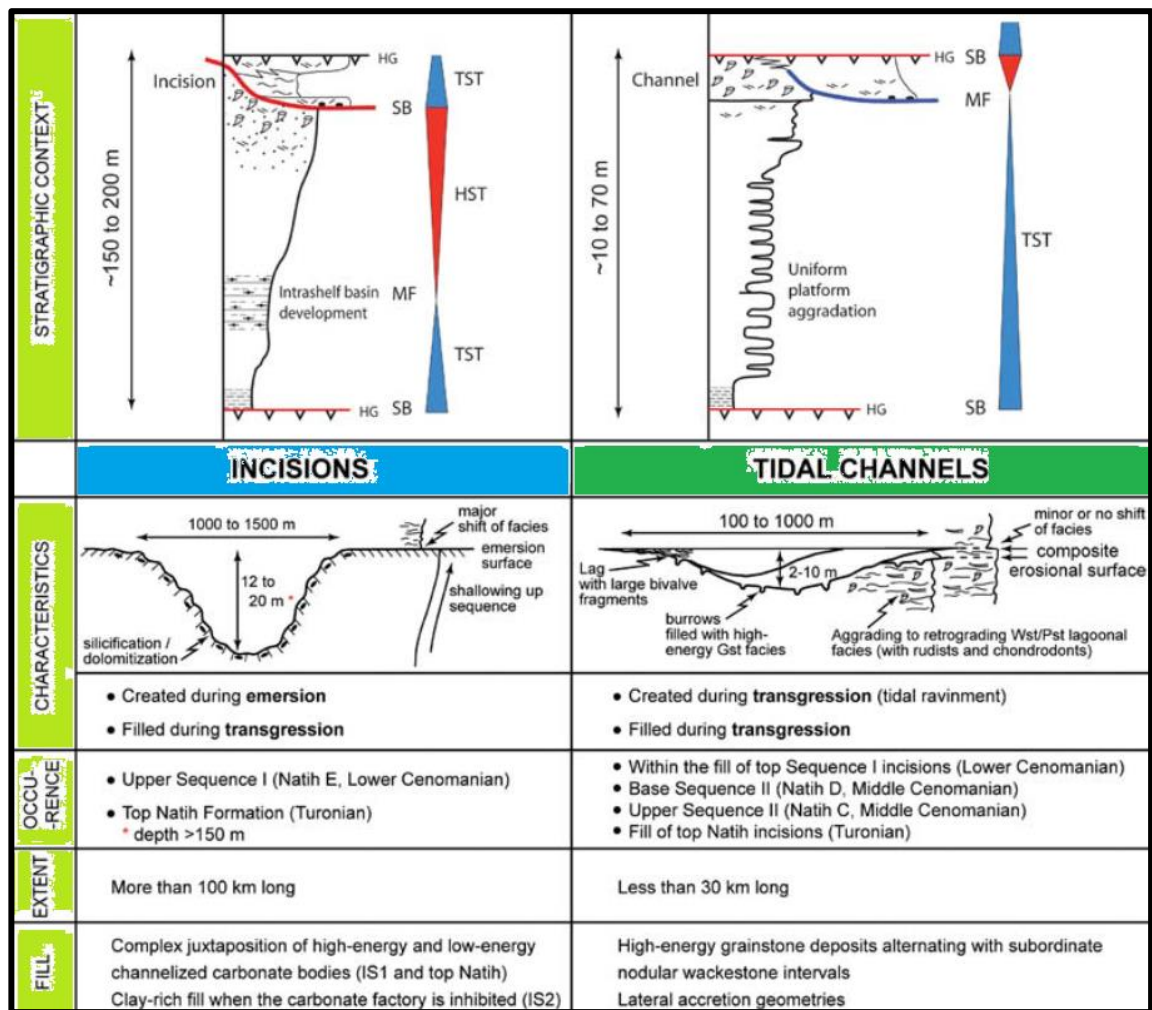 STRATIGRAPHIC CONTEXT
~150 to 200 m
Incision
HG
SB
TST
HST
Intrashelf basin
development
MF
TST
HG
SB
~10 to 70 m
Channel
HG
SB
MF
TST
Uniform
platform
aggradation
HG
SB
INCISIONS
TIDAL CHANNELS
CHARACTERISTICS
1000 to 1500 m
12 to
20 m *
silicification /
dolomitization
major
shift of facies
emersion
surface
shallowing up
sequence
100 to 1000 m
2-10 m
Lag
with large bivalve
fragments
burrows
filled with high-
energy Gst facies
minor or no shift
of facies
composite
erosional surface
Aggrading to retrograding Wst/Pst lagoonal
facies (with rudists and chondrodonts)
• Created during emersion
• Filled during transgression
• Created during transgression (tidal ravinment)
• Filled during transgression
OCCU-
-RENCE
• Upper Sequence I (Natih E, Lower Cenomanian)
• Top Natih Formation (Turonian)
* depth >150 m
• Within the fill of top Sequence I incisions (Lower Cenomanian)
• Base Sequence II (Natih D, Middle Cenomanian)
• Upper Sequence II (Natih C, Middle Cenomanian)
• Fill of top Natih incisions (Turonian)
EXTENT
More than 100 km long
Less than 30 km long
FILL
Complex juxtaposition of high-energy and low-energy
channelized carbonate bodies (IS1 and top Natih)
Clay-rich fill when the carbonate factory is inhibited (IS2)
High-energy grainstone deposits alternating with subordinate
nodular wackestone intervals
Lateral accretion geometries